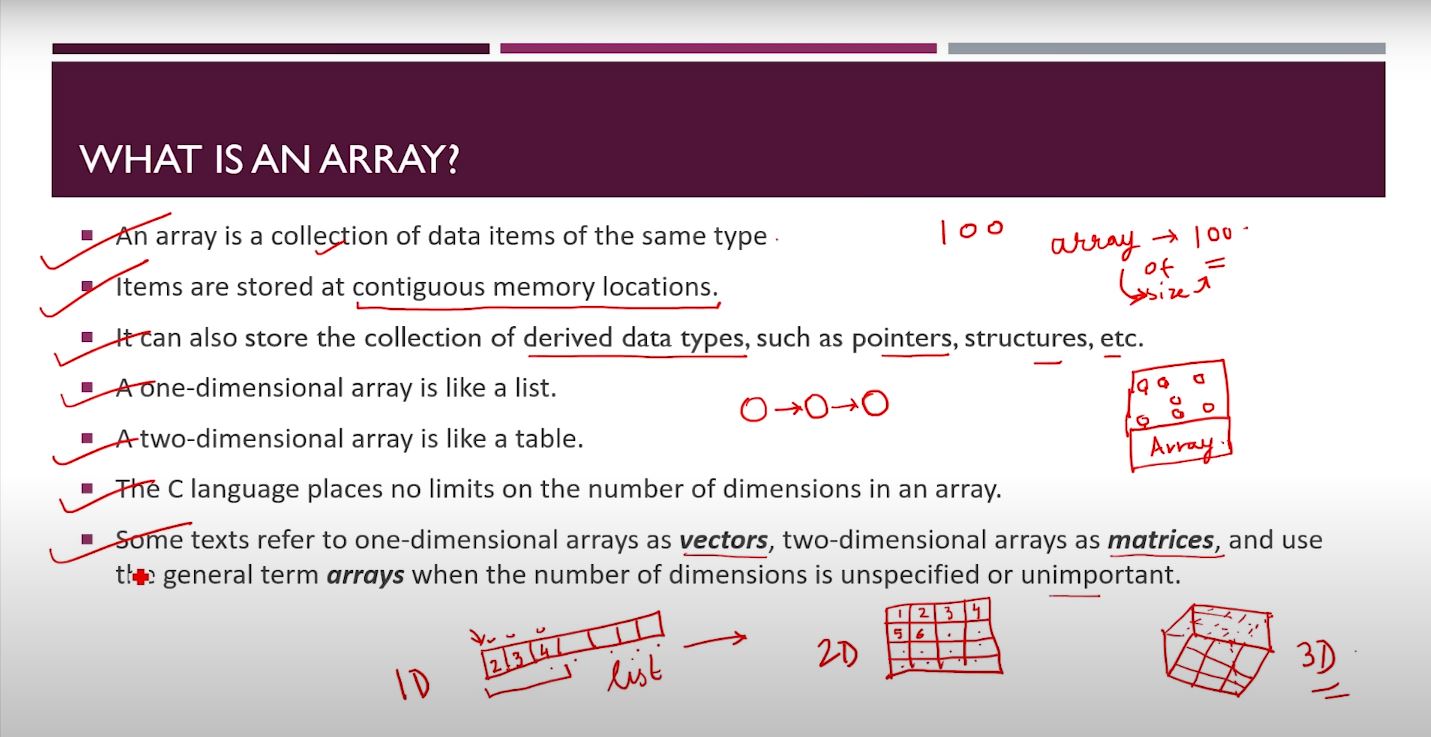 WHAT IS AN ARRAY?
An array is a collection of data items of the same type
100
array → 100
of
size
Items are stored at contiguous memory locations.
It can also store the collection of derived data types, such as pointers, structures, etc.
A one-dimensional array is like a list.
A two-dimensional array is like a table.
Array
The C language places no limits on the number of dimensions in an array.
Some texts refer to one-dimensional arrays as vectors, two-dimensional arrays as matrices, and use
the general term arrays when the number of dimensions is unspecified or unimportant.
1D
2 3 4
list
2D
1 2 3 4
5 6
3D